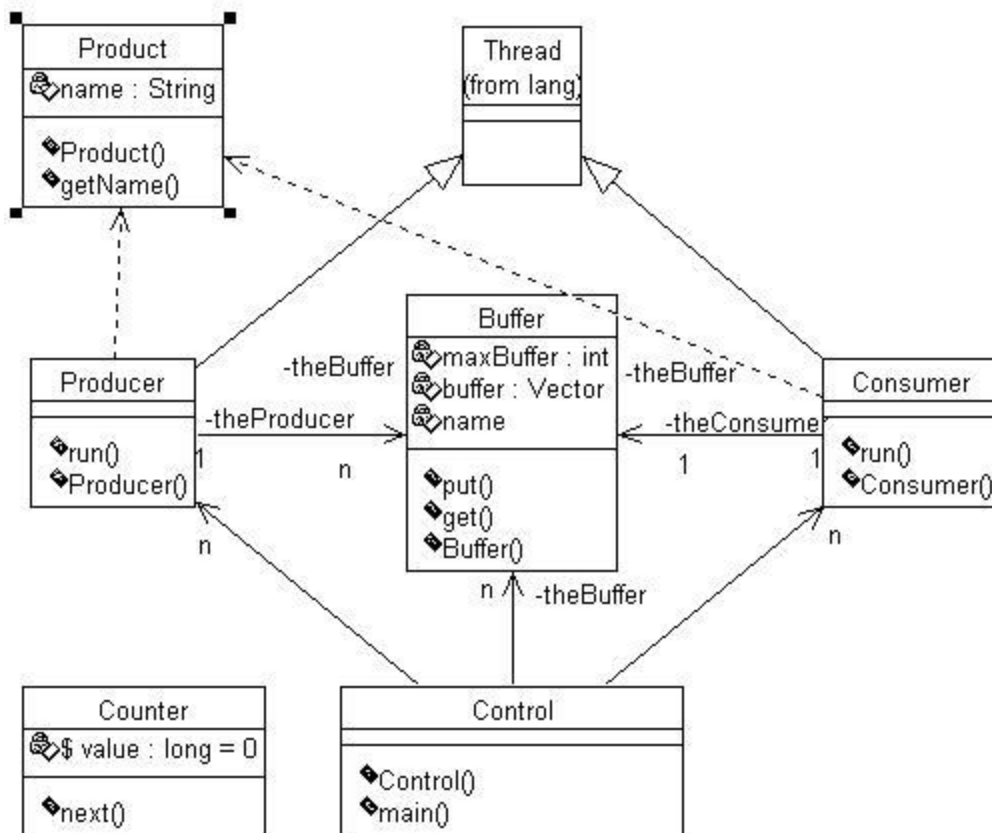 Product
name : String
Product()
getName()
Thread
(from lang)
Buffer
maxBuffer : int
buffer : Vector
name
put()
get()
Buffer()
Producer
run()
Producer()
-theBuffer
-theProducer
1
n
-theBuffer
-theConsume
1
1
Consumer
run()
Consumer()
n
n
-theBuffer
n
Counter
$ value : long = 0
next()
Control
Control()
main()